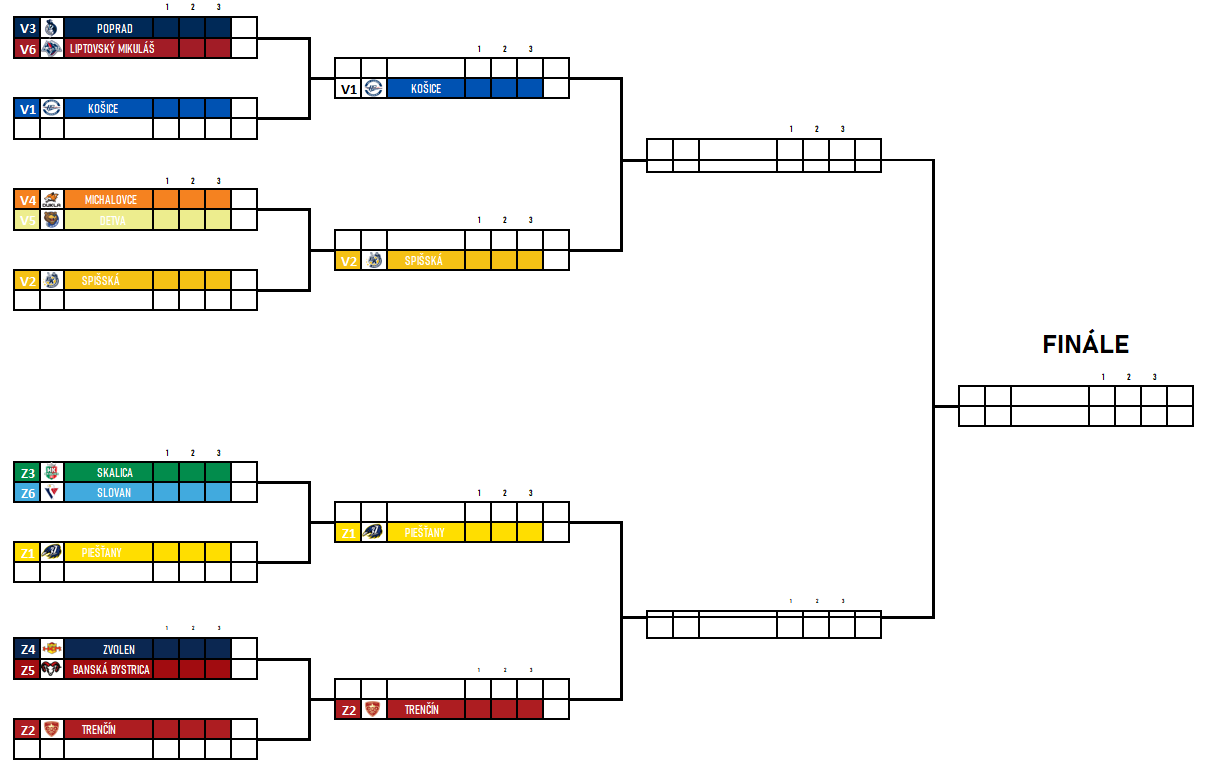 1 2 3
V3 POPRAD
V6 LIPTOVSKÝ MIKULÁŠ
1 2 3
V1 KOŠICE
V1 KOŠICE
1 2 3
1 2 3
V4 DUKLA MICHALOVCE
V5 DETVA
1 2 3
V2 SPIŠSKÁ
V2 SPIŠSKÁ
FINÁLE
1 2 3
1 2 3
Z3 SKALICA
Z6 SLOVAN
1 2 3
Z1 PIEŠŤANY
Z1 PIEŠŤANY
1 2 3
1 2 3
Z4 ZVOLEN
Z5 BANSKÁ BYSTRICA
1 2 3
Z2 TRENČÍN
Z2 TRENČÍN